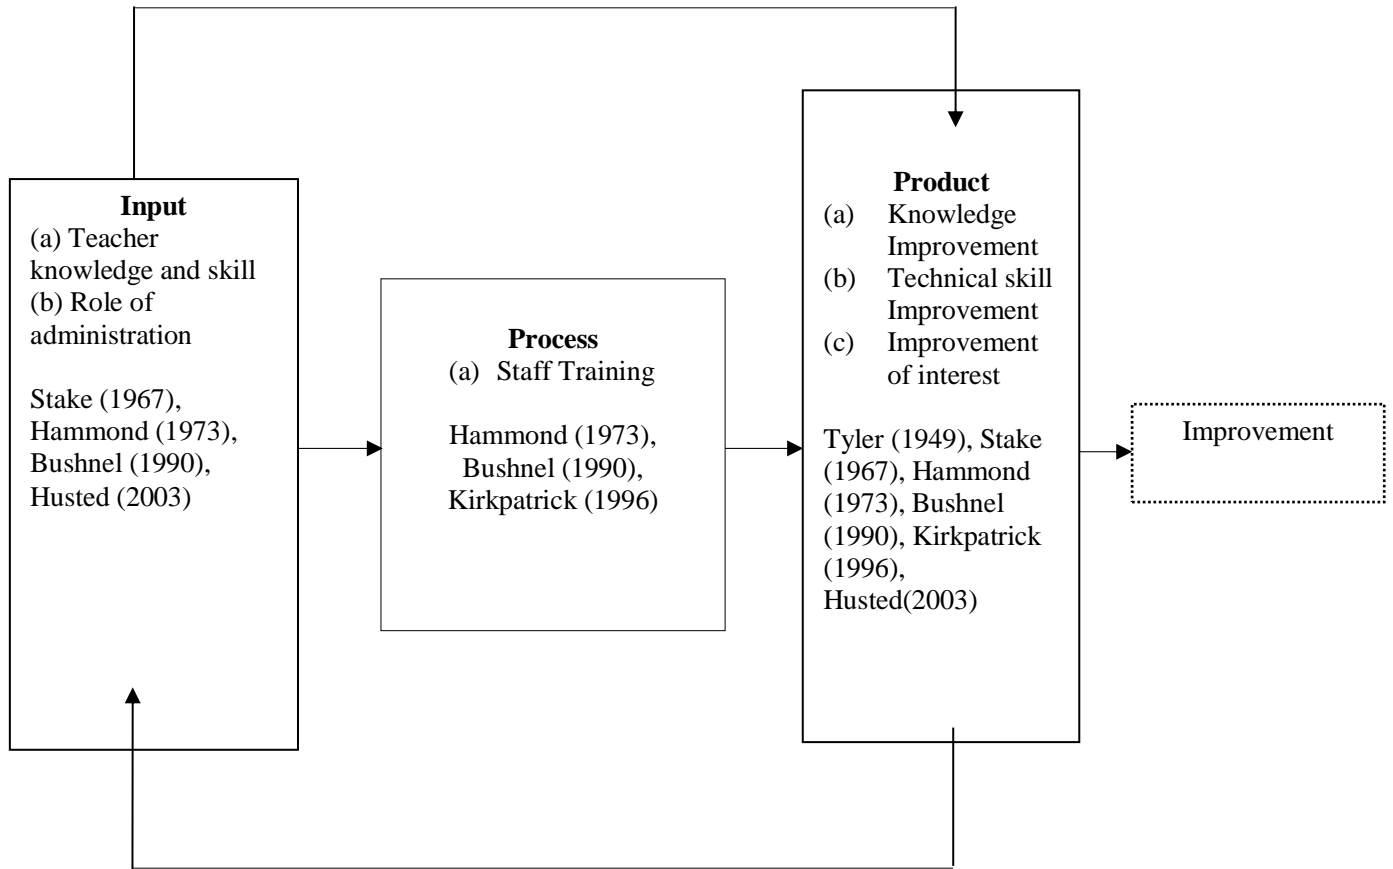 Input
(a) Teacher
knowledge and skill
(b) Role of
administration
Stake (1967),
Hammond (1973),
Bushnel (1990),
Husted (2003)
Process
(a) Staff Training
Hammond (1973),
Bushnel (1990),
Kirkpatrick (1996)
Product
(a) Knowledge
Improvement
(b) Technical skill
Improvement
(c) Improvement
of interest
Tyler (1949), Stake
(1967), Hammond
(1973), Bushnel
(1990), Kirkpatrick
(1996),
Husted(2003)
Improvement